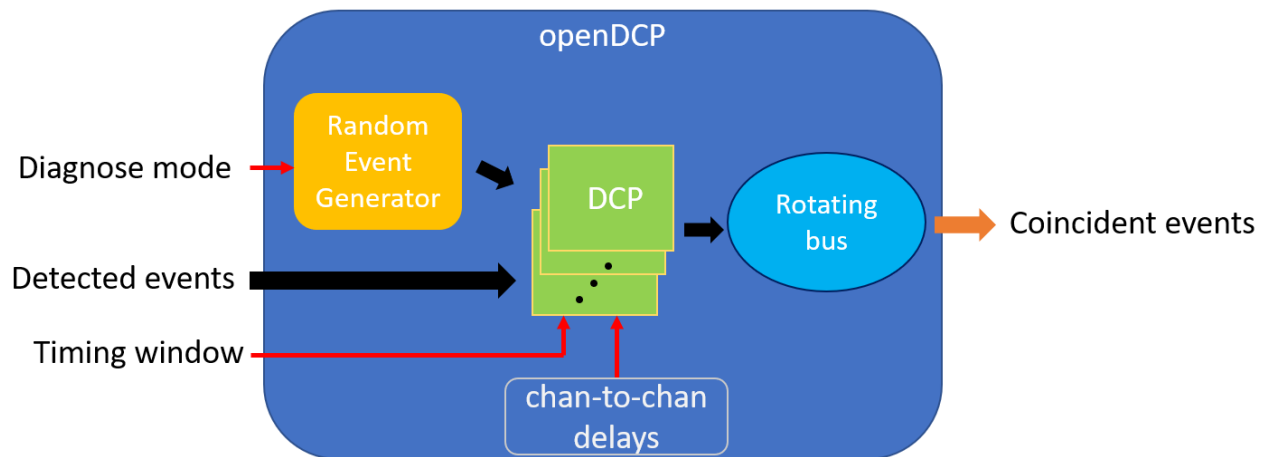 openDCP
Random
Event
Generator
Diagnose mode
DCP
Rotating
bus
Coincident events
Detected events
Timing window
chan-to-chan
delays